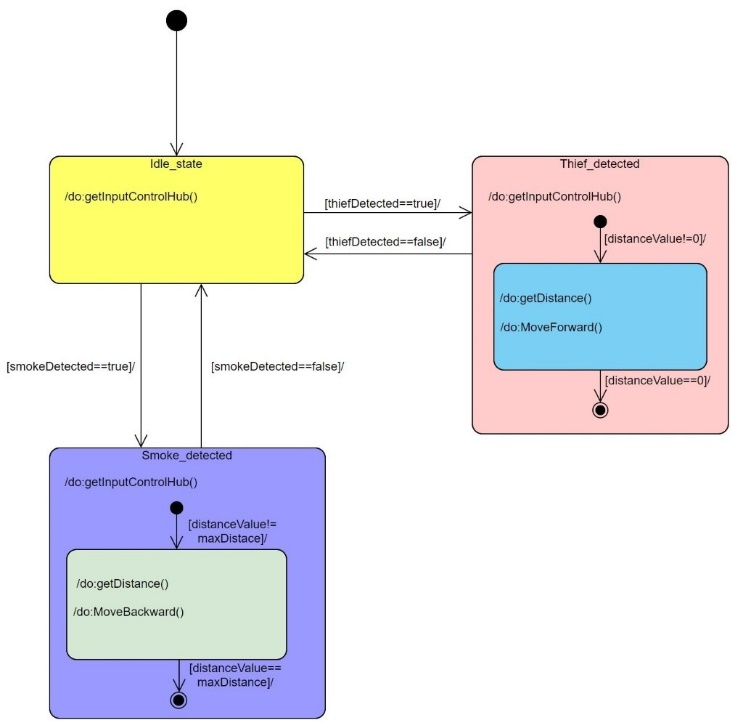 Idle_state
/do:getInputControlHub()
[thiefDetected==true]/
[thiefDetected==false]/
Thief_detected
/do:getInputControlHub()
[distanceValue!=0]/
/do:getDistance()
/do:MoveForward()
[distanceValue==0]/
[smokeDetected==true]/
[smokeDetected==false]/
Smoke_detected
/do:getInputControlHub()
[distanceValue!=
maxDistace]/
/do:getDistance()
/do:MoveBackward()
[distanceValue==
maxDistance]/